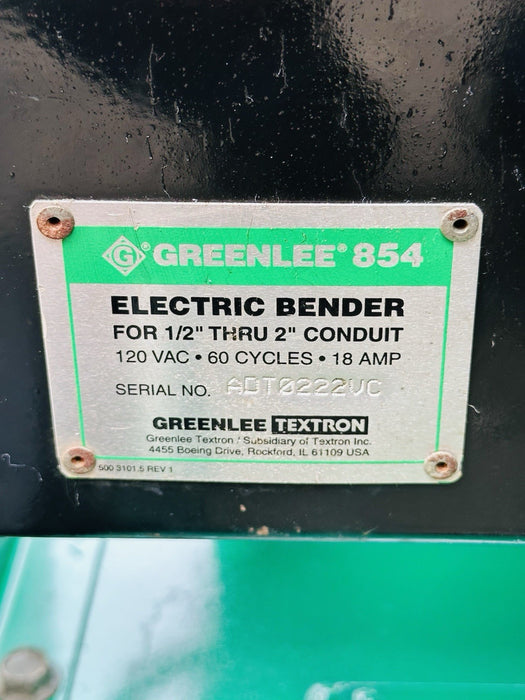 G® GREENLEE® 854
ELECTRIC BENDER
FOR 1/2" THRU 2" CONDUIT
120 VAC • 60 CYCLES • 18 AMP
SERIAL NO. ADT0222VC
GREENLEE TEXTRON
Greenlee Textron / Subsidiary of Textron Inc.
4455 Boeing Drive, Rockford, IL 61109 USA
500 3101.5 REV 1